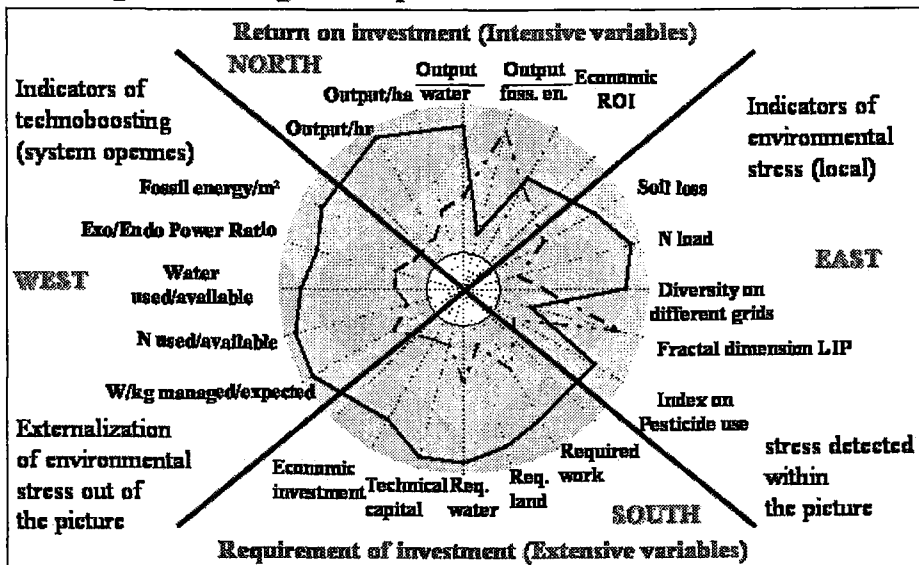 Return on investment (Intensive variables)
NORTH
Output
water
Output
foss. en.
Economic
ROI
Output/ha
Output/hr
Indicators of
technoboosting
(system opennes)
Indicators of
environmental
stress (local)
Fossil energy/m²
Exo/Endo Power Ratio
WEST
Water
used/available
N used/available
W/kg managed/expected
Soil loss
N load
EAST
Diversity on
different grids
Fractal dimension LIP
Index on
Pesticide use
Externalization
of environmental
stress out of
the picture
stress detected
within
the picture
Economic
investment
Technical
capital
Req.
water
Req.
land
Required
work
SOUTH
Requirement of investment (Extensive variables)